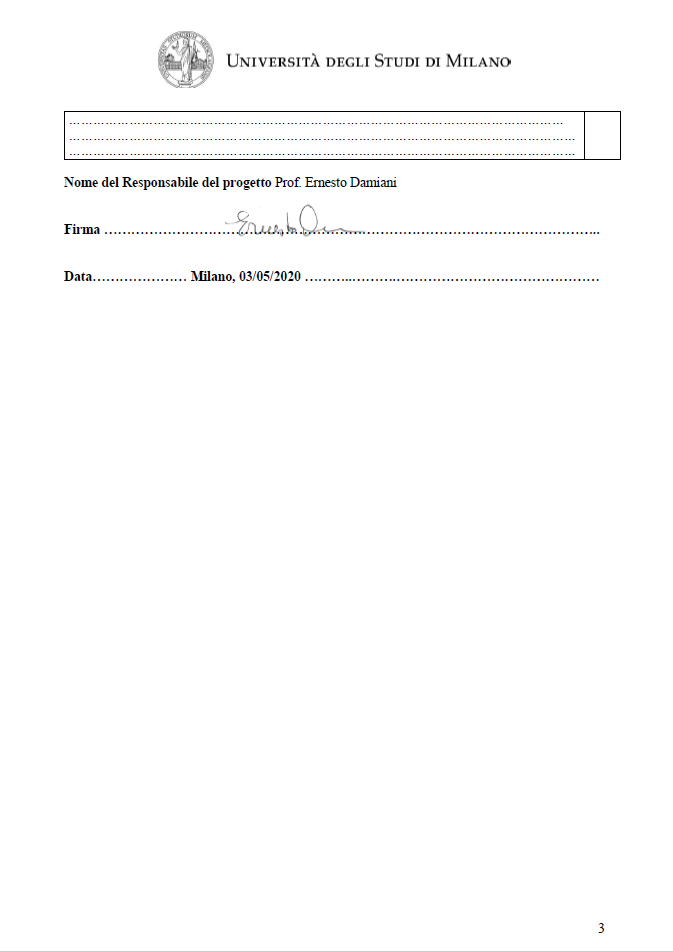 UNIVERSITÀ DEGLI STUDI DI MILANO
………………………………………………………………………………………………………………
…………………………………………………………………………………………………………………
…………………………………………………………………………………………………………………
Nome del Responsabile del progetto Prof. Ernesto Damiani
Firma ……………………………………………………………………………………………..
Data………………… Milano, 03/05/2020 ………..……….………………………………………
3